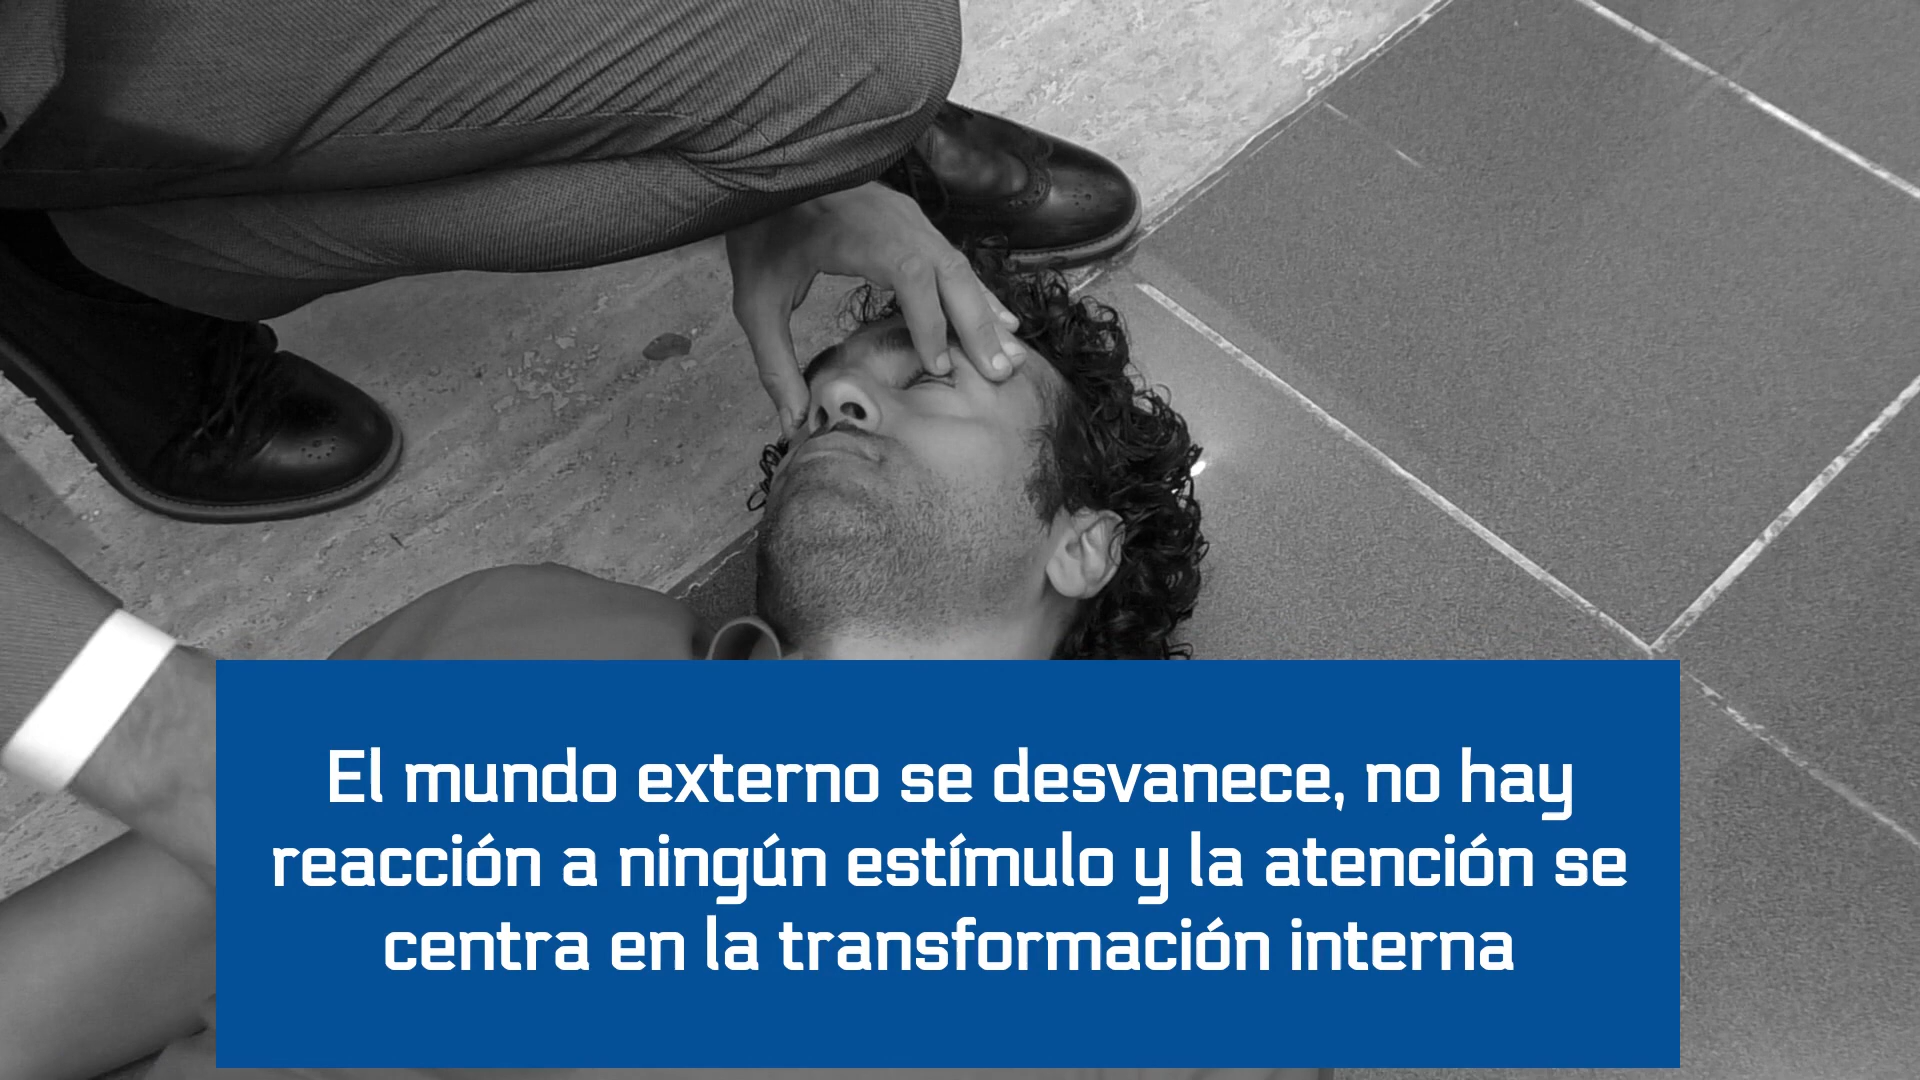 El mundo externo se desvanece, no hay
reacción a ningún estímulo y la atención se
centra en la transformación interna